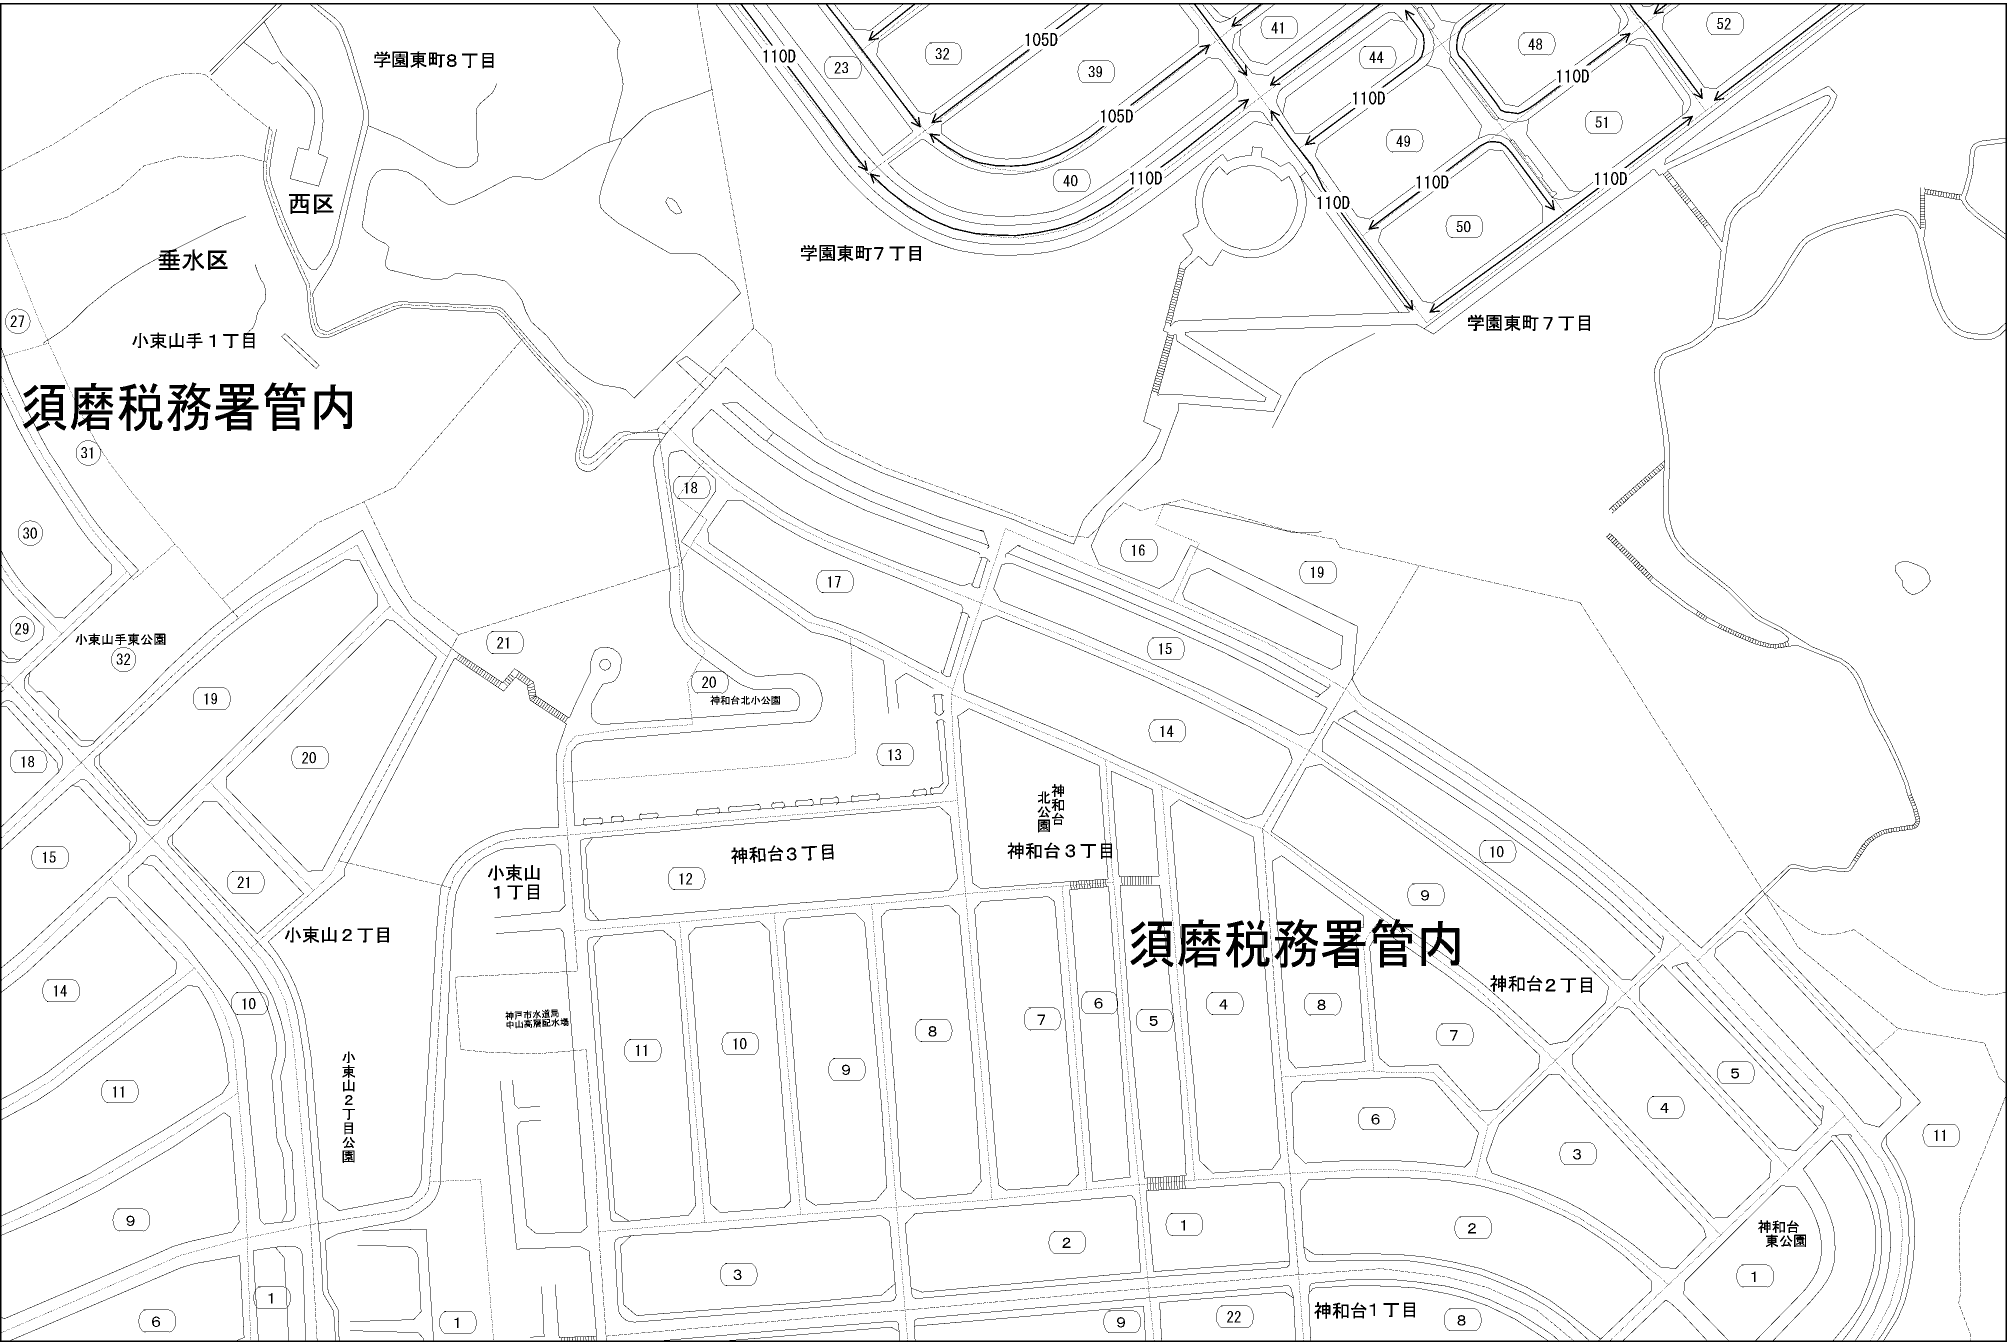 学園東町８丁目
110D
23
32
105D
39
41
44
48
52
110D
110D
105D
49
51
40
110D
110D
110D
110D
50
西区
垂水区
学園東町７丁目
学園東町７丁目
27
小束山手１丁目
須磨税務署管内
31
30
18
17
16
19
29
小束山手東公園
32
21
20
神和台北小公園
15
19
14
13
18
20
神和台
北公園
15
21
小束山
１丁目
12
神和台３丁目
神和台３丁目
10
9
小束山２丁目
須磨税務署管内
神和台２丁目
14
10
神戸市水道局
中山高層配水場
11
10
9
8
7
6
5
4
8
7
5
4
11
小束山２丁目公園
6
3
11
9
3
2
1
2
神和台
東公園
1
6
1
1
9
22
神和台１丁目
8